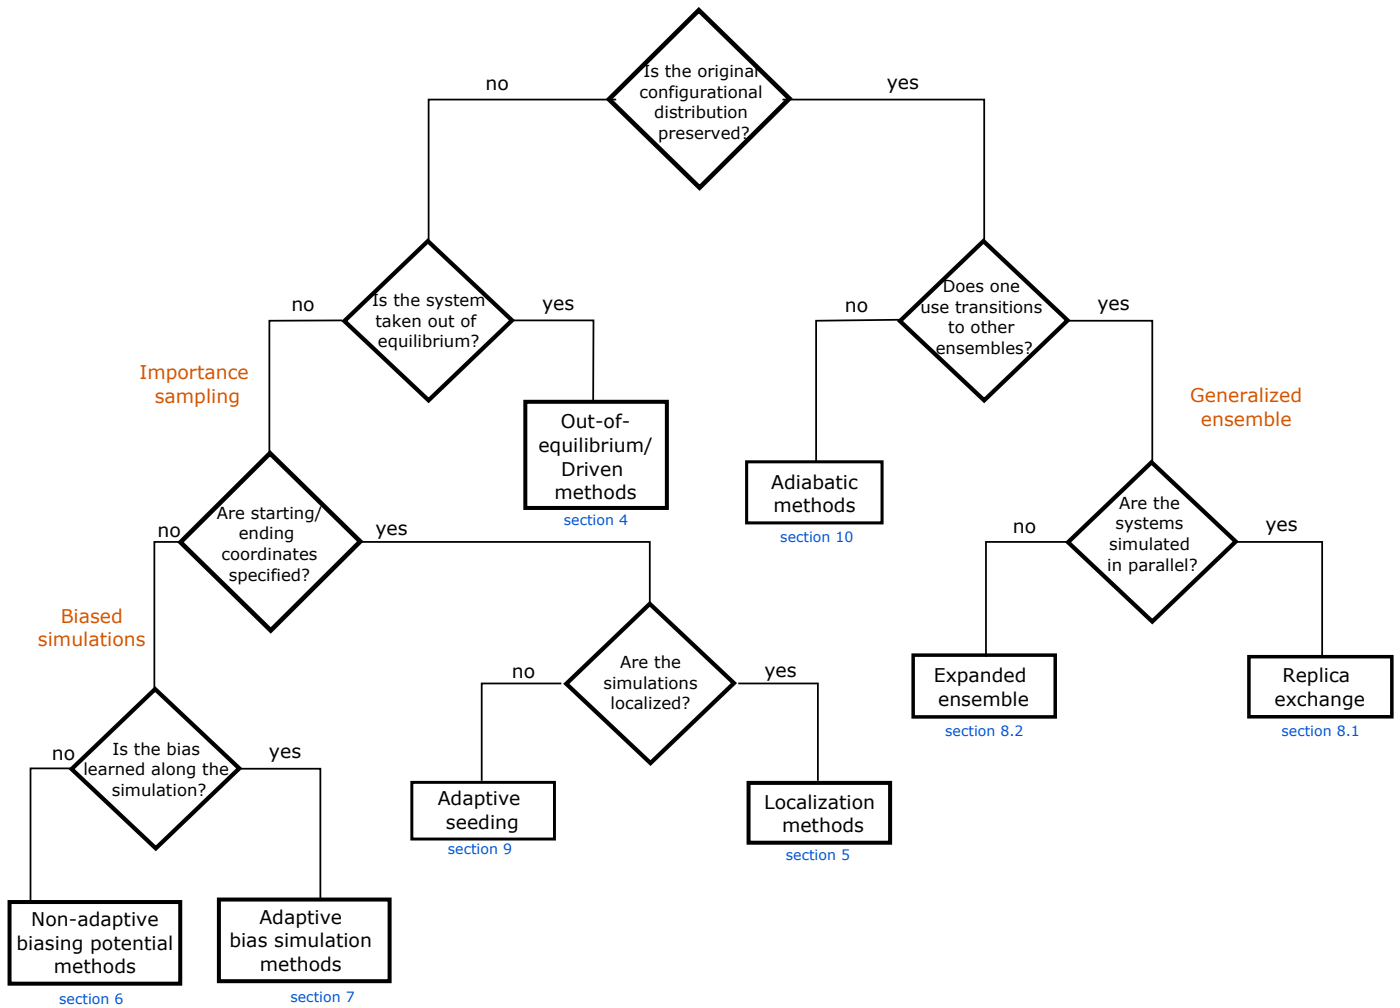 Is the original
configurational
distribution
preserved?
no
yes
Is the system
taken out of
equilibrium?
no
yes
Does one
use transitions
to other
ensembles?
no
yes
Importance
sampling
Generalized
ensemble
Out-of-
equilibrium/
Driven
methods
section 4
Adiabatic
methods
section 10
Are starting/
ending
coordinates
specified?
no
yes
Are the
systems
simulated
in parallel?
no
yes
Biased
simulations
Are the
simulations
localized?
no
yes
Expanded
ensemble
section 8.2
Replica
exchange
section 8.1
Is the bias
learned along the
simulation?
no
yes
Adaptive
seeding
section 9
Localization
methods
section 5
Non-adaptive
biasing potential
methods
section 6
Adaptive
bias simulation
methods
section 7